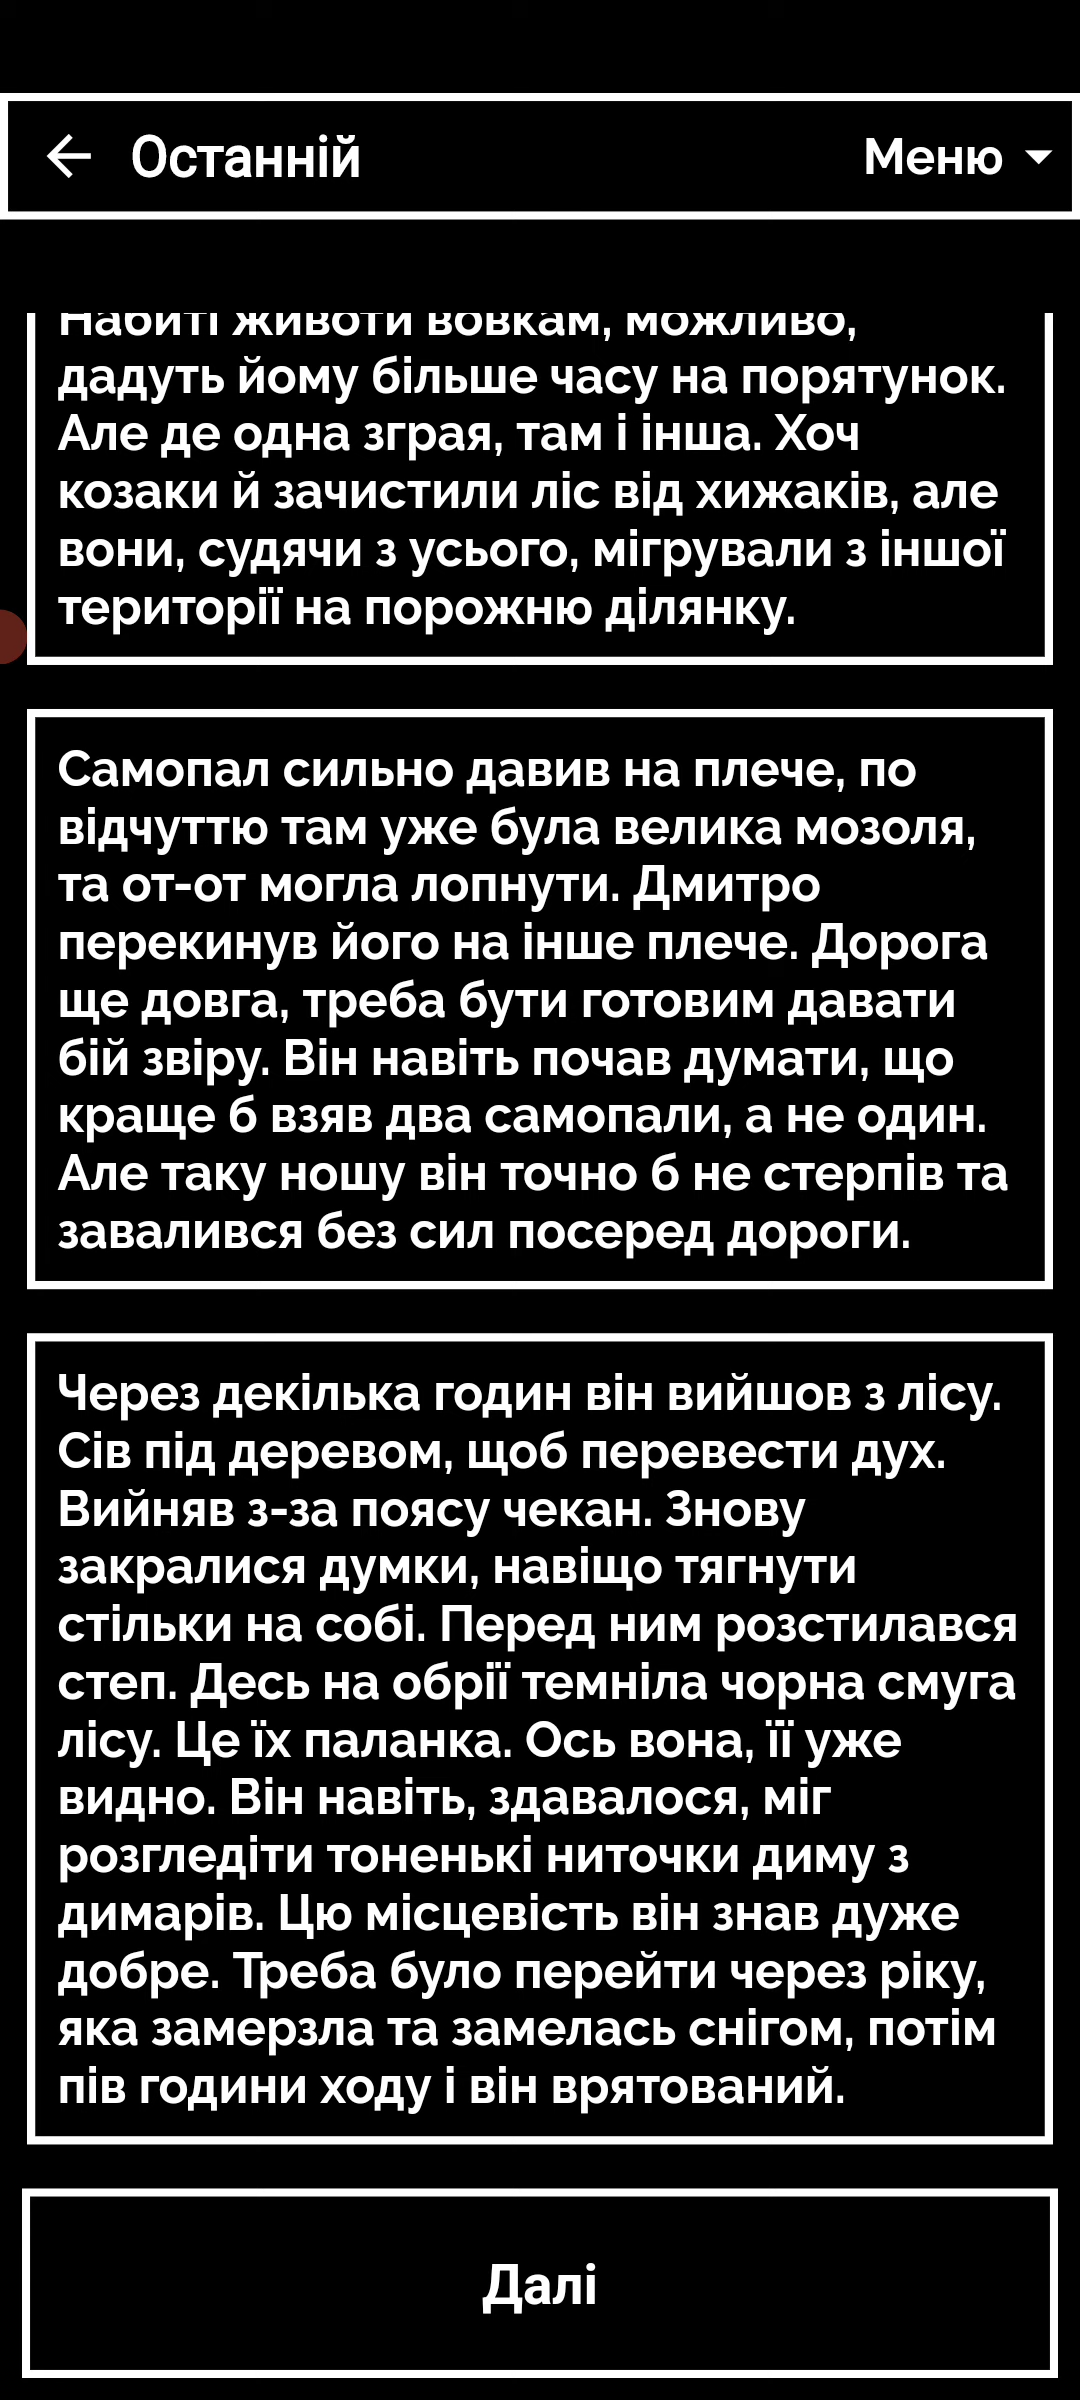 Останній
Меню
Набиті животи вовкам, можливо,
дадуть йому більше часу на порятунок.
Але де одна зграя, там і інша. Хоч
козаки й зачистили ліс від хижаків, але
вони, судячи з усього, мігрували з іншої
території на порожню ділянку.
Самопал сильно давив на плече, по
відчуттю там уже була велика мозоля,
та от-от могла лопнути. Дмитро
перекинув його на інше плече. Дорога
ще довга, треба бути готовим давати
бій звіру. Він навіть почав думати, що
краще б взяв два самопали, а не один.
Але таку ношу він точно б не стерпів та
завалився без сил посеред дороги.
Через декілька годин він вийшов з лісу.
Сів під деревом, щоб перевести дух.
Вийняв з-за поясу чекан. Знову
закралися думки, навіщо тягнути
стільки на собі. Перед ним розстилався
степ. Десь на обрії темніла чорна смуга
лісу. Це їх паланка. Ось вона, її уже
видно. Він навіть, здавалося, міг
розгледіти тоненькі ниточки диму з
димарів. Цю місцевість він знав дуже
добре. Треба було перейти через ріку,
яка замерзла та замелась снігом, потім
пів години ходу і він врятований.
Далі